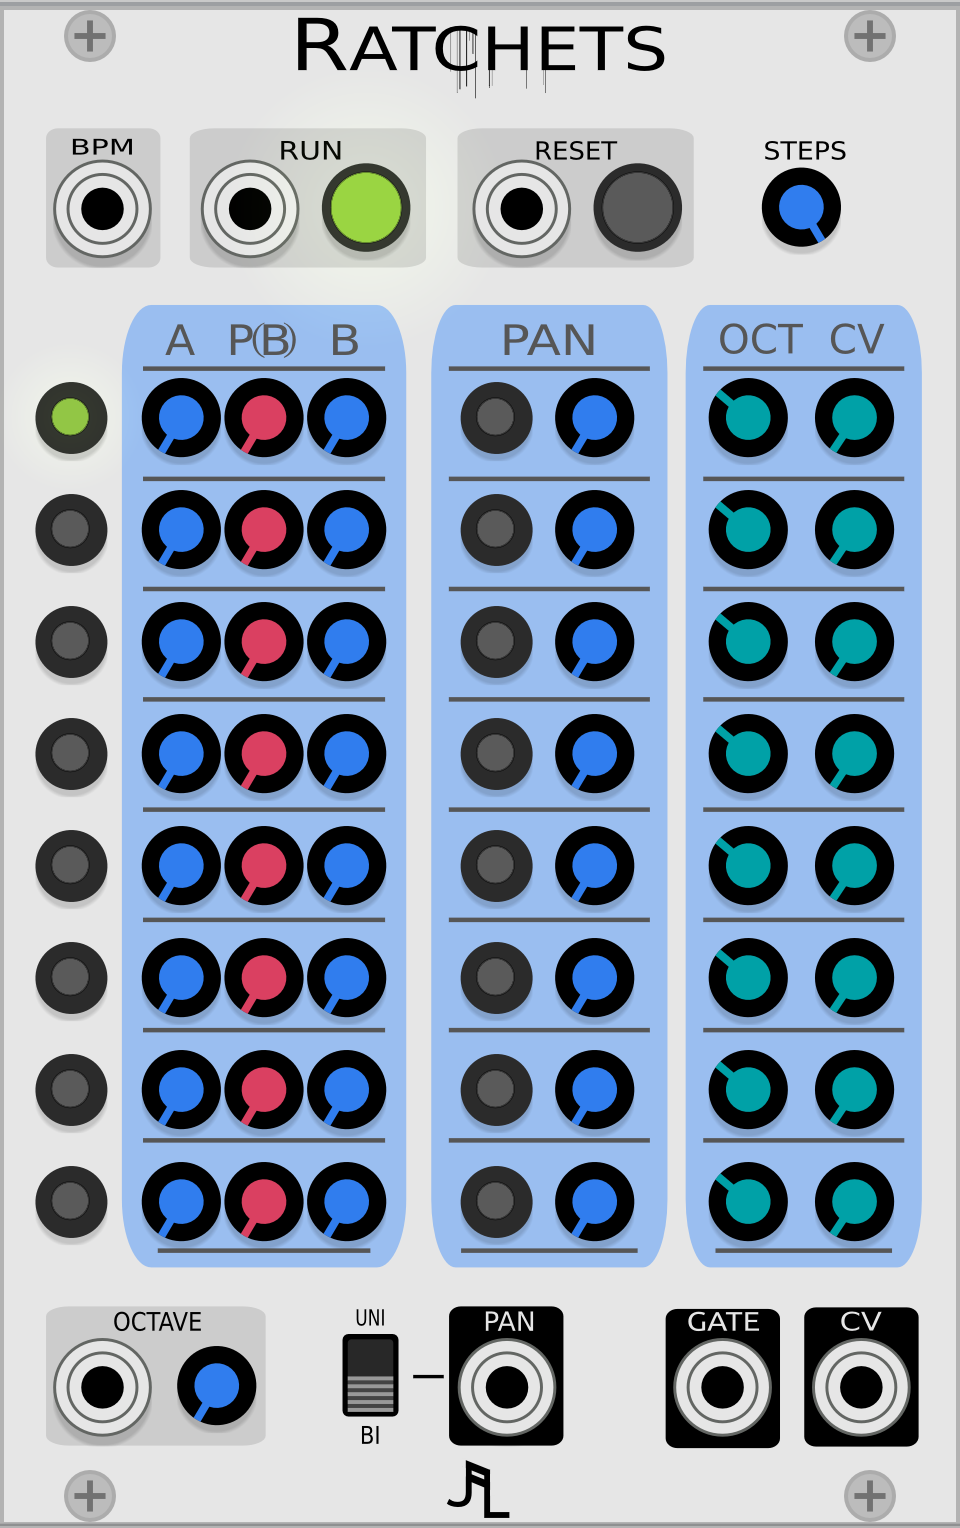 RATCHETS
BPM RUN RESET STEPS
A P(B) B PAN OCT CV
OCTAVE UNI PAN GATE CV
BI